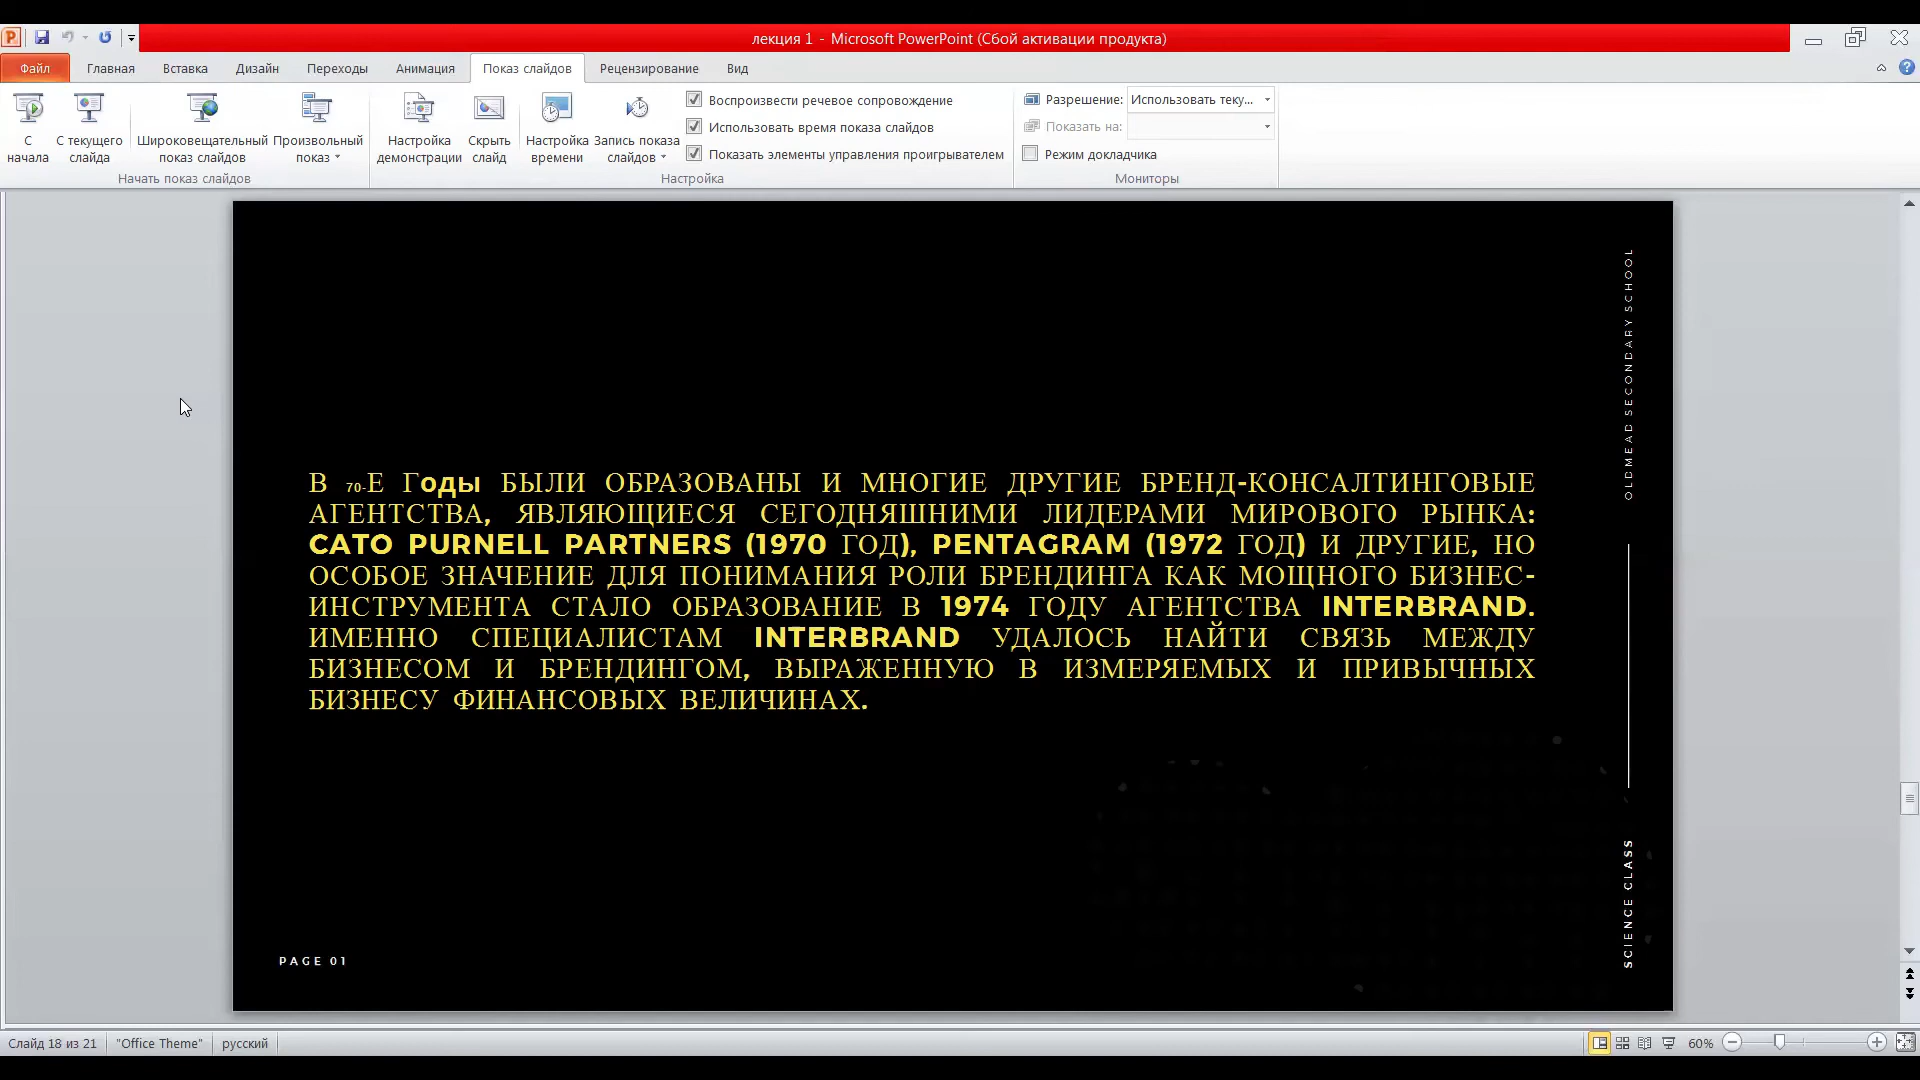 лекция 1 - Microsoft PowerPoint (Сбой активации продукта)
Файл Главная Вставка Дизайн Переходы Анимация Показ слайдов Рецензирование Вид
С начала
С текущего слайда
Широковещательный показ слайдов
Произвольный показ
Начать показ слайдов
Настройка демонстрации
Скрыть слайд
Настройка времени
Запись показа слайдов
Воспроизвести речевое сопровождение
Использовать время показа слайдов
Показать элементы управления проигрывателем
Настройка
Разрешение: Использовать теку...
Показать на:
Режим докладчика
Мониторы
OLDMEAD SECONDARY SCHOOL
В 70-Е Годы БЫЛИ ОБРАЗОВАНЫ И МНОГИЕ ДРУГИЕ БРЕНД-КОНСАЛТИНГОВЫЕ
АГЕНТСТВА, ЯВЛЯЮЩИЕСЯ СЕГОДНЯШНИМИ ЛИДЕРАМИ МИРОВОГО РЫНКА:
CATO PURNELL PARTNERS (1970 ГОД), PENTAGRAM (1972 ГОД) И ДРУГИЕ, НО
ОСОБОЕ ЗНАЧЕНИЕ ДЛЯ ПОНИМАНИЯ РОЛИ БРЕНДИНГА КАК МОЩНОГО БИЗНЕС-
ИНСТРУМЕНТА СТАЛО ОБРАЗОВАНИЕ В 1974 ГОДУ АГЕНТСТВА INTERBRAND.
ИМЕННО СПЕЦИАЛИСТАМ INTERBRAND УДАЛОСЬ НАЙТИ СВЯЗЬ МЕЖДУ
БИЗНЕСОМ И БРЕНДИНГОМ, ВЫРАЖЕННУЮ В ИЗМЕРЯЕМЫХ И ПРИВЫЧНЫХ
БИЗНЕСУ ФИНАНСОВЫХ ВЕЛИЧИНАХ.
SCIENCE CLASS
PAGE 01
Слайд 18 из 21 "Office Theme" русский 60%